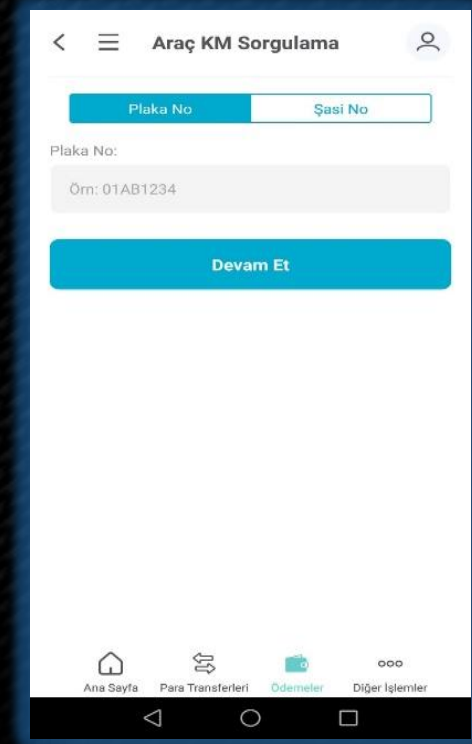 Araç KM Sorgulama
Plaka No Şasi No
Plaka No:
Örn: 01AB1234
Devam Et
Ana Sayfa Para Transferleri Ödemeler Diğer İşlemler